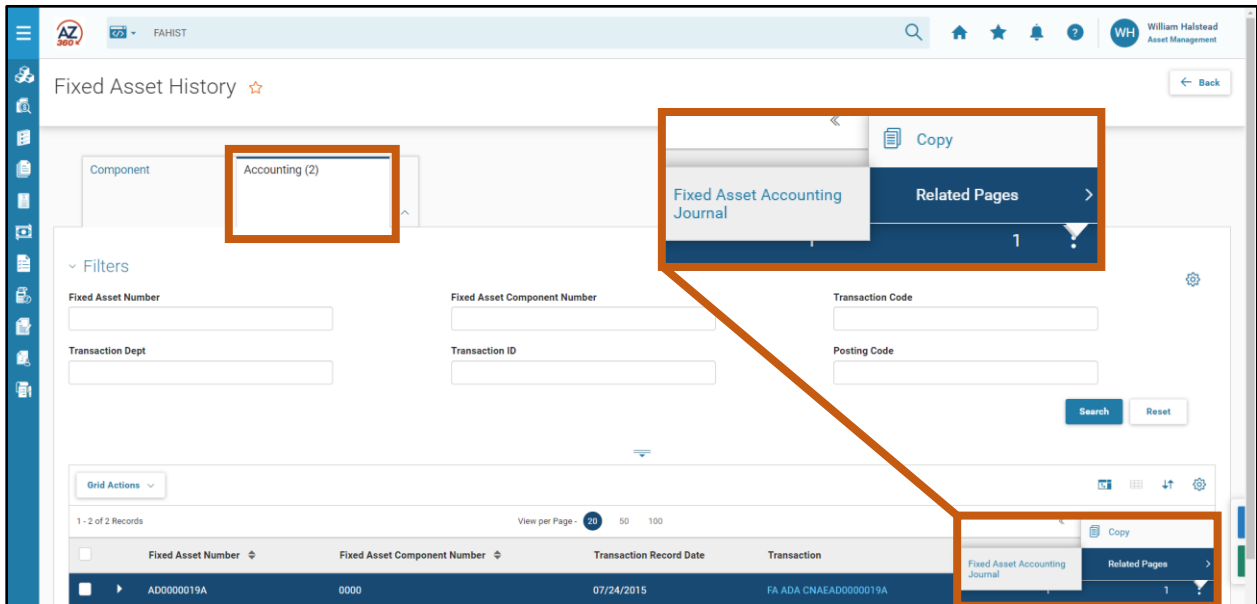 AZ
360
FAHIST
WH
William Halstead
Asset Management
Fixed Asset History
Back
Component
Accounting (2)
Copy
Fixed Asset Accounting
Journal
Related Pages
1
1
Filters
Fixed Asset Number
Fixed Asset Component Number
Transaction Code
Transaction Dept
Transaction ID
Posting Code
Search
Reset
Grid Actions
1 - 2 of 2 Records
View per Page - 20 50 100
Copy
Fixed Asset Number
Fixed Asset Component Number
Transaction Record Date
Transaction
Fixed Asset Accounting
Journal
Related Pages
AD0000019A
0000
07/24/2015
FA ADA CNAEAD0000019A
1
1